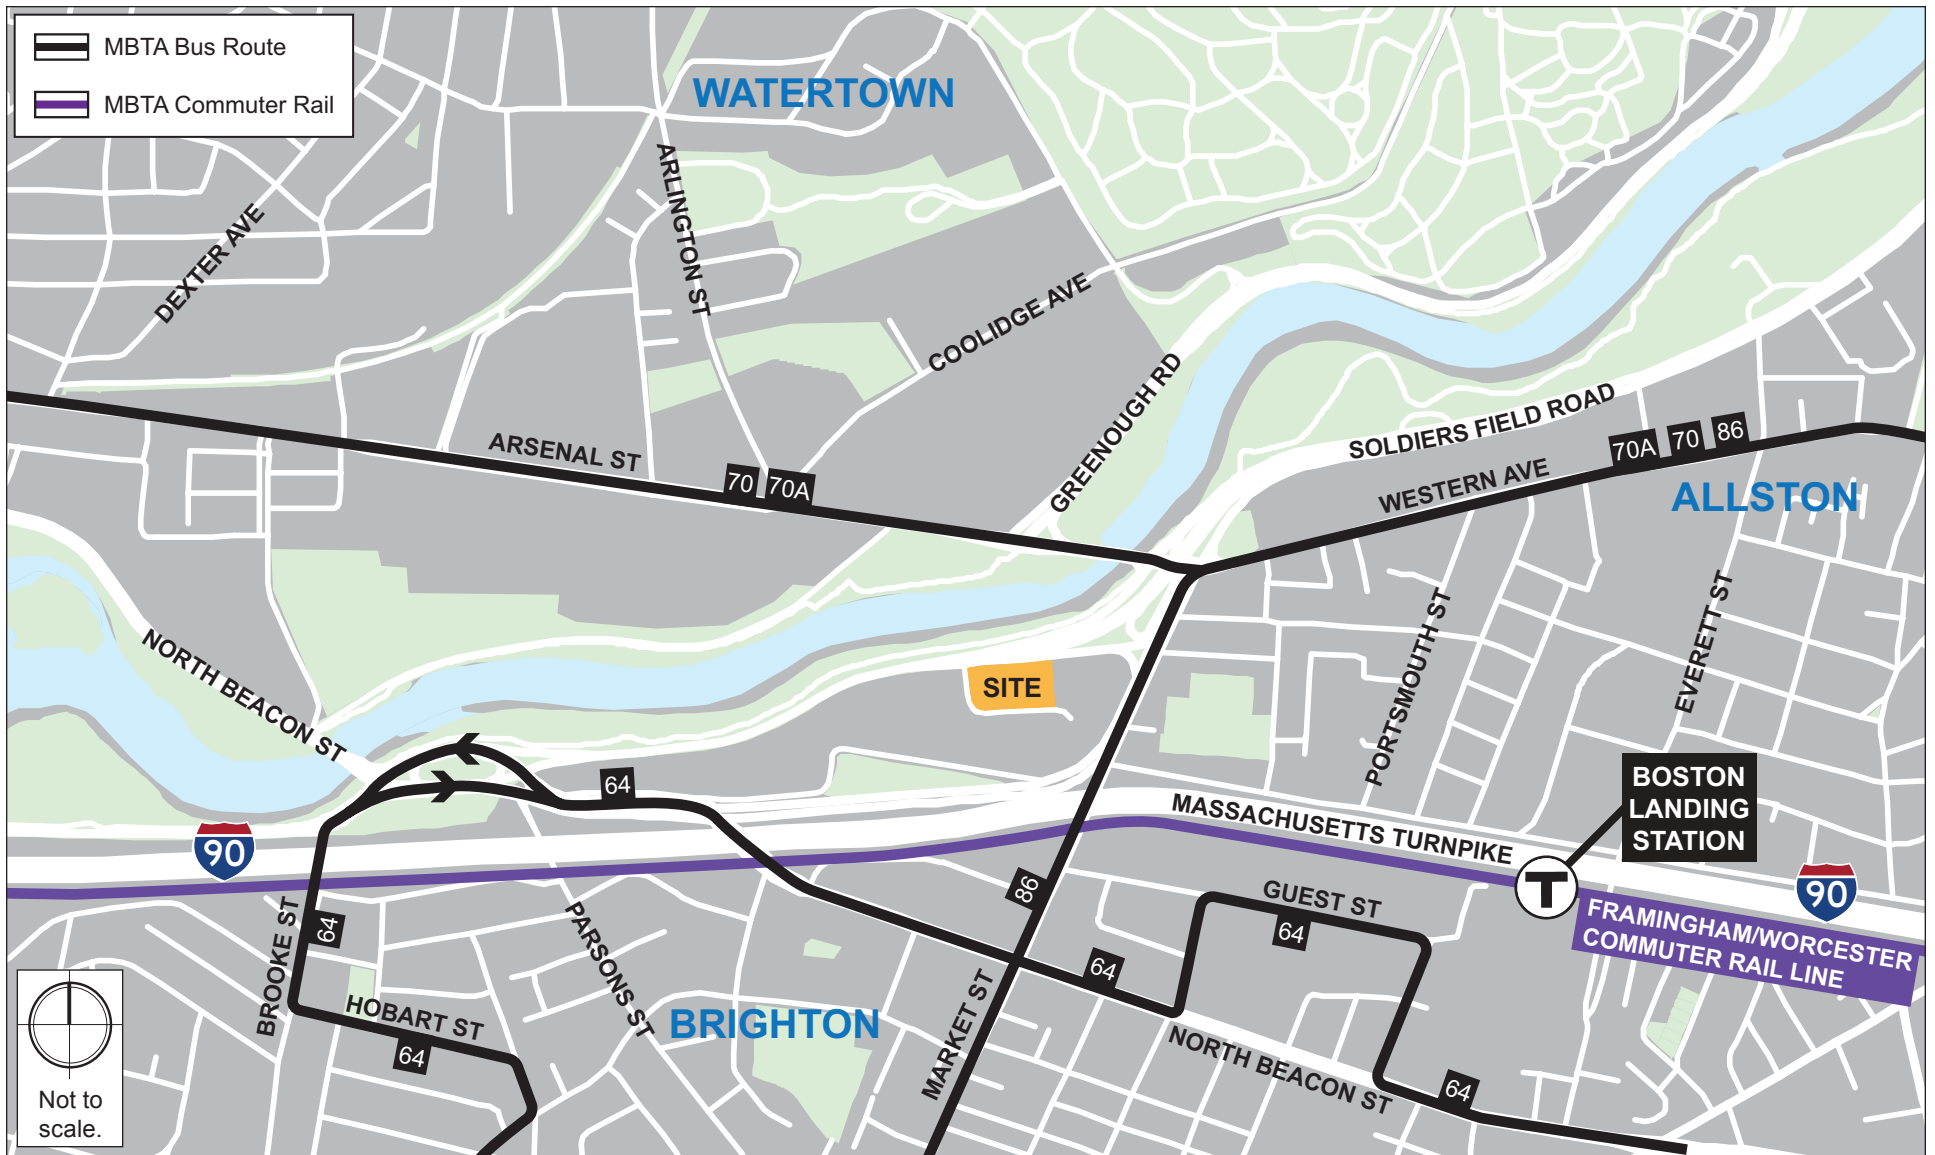 MBTA Bus Route
MBTA Commuter Rail
WATERTOWN
ARLINGTON ST
DEXTER AVE
COOLIDGE AVE
GREENOUGH RD
SOLDIERS FIELD ROAD
ARSENAL ST
70
70A
WESTERN AVE
70A
70
86
ALLSTON
NORTH BEACON ST
SITE
PORTSMOUTH ST
EVERETT ST
64
BOSTON
LANDING
STATION
MASSACHUSETTS TURNPIKE
90
T
90
86
GUEST ST
64
FRAMINGHAM/WORCESTER
COMMUTER RAIL LINE
BROOKE ST
64
PARSONS ST
64
HOBART ST
64
BRIGHTON
MARKET ST
NORTH BEACON ST
64
Not to
scale.